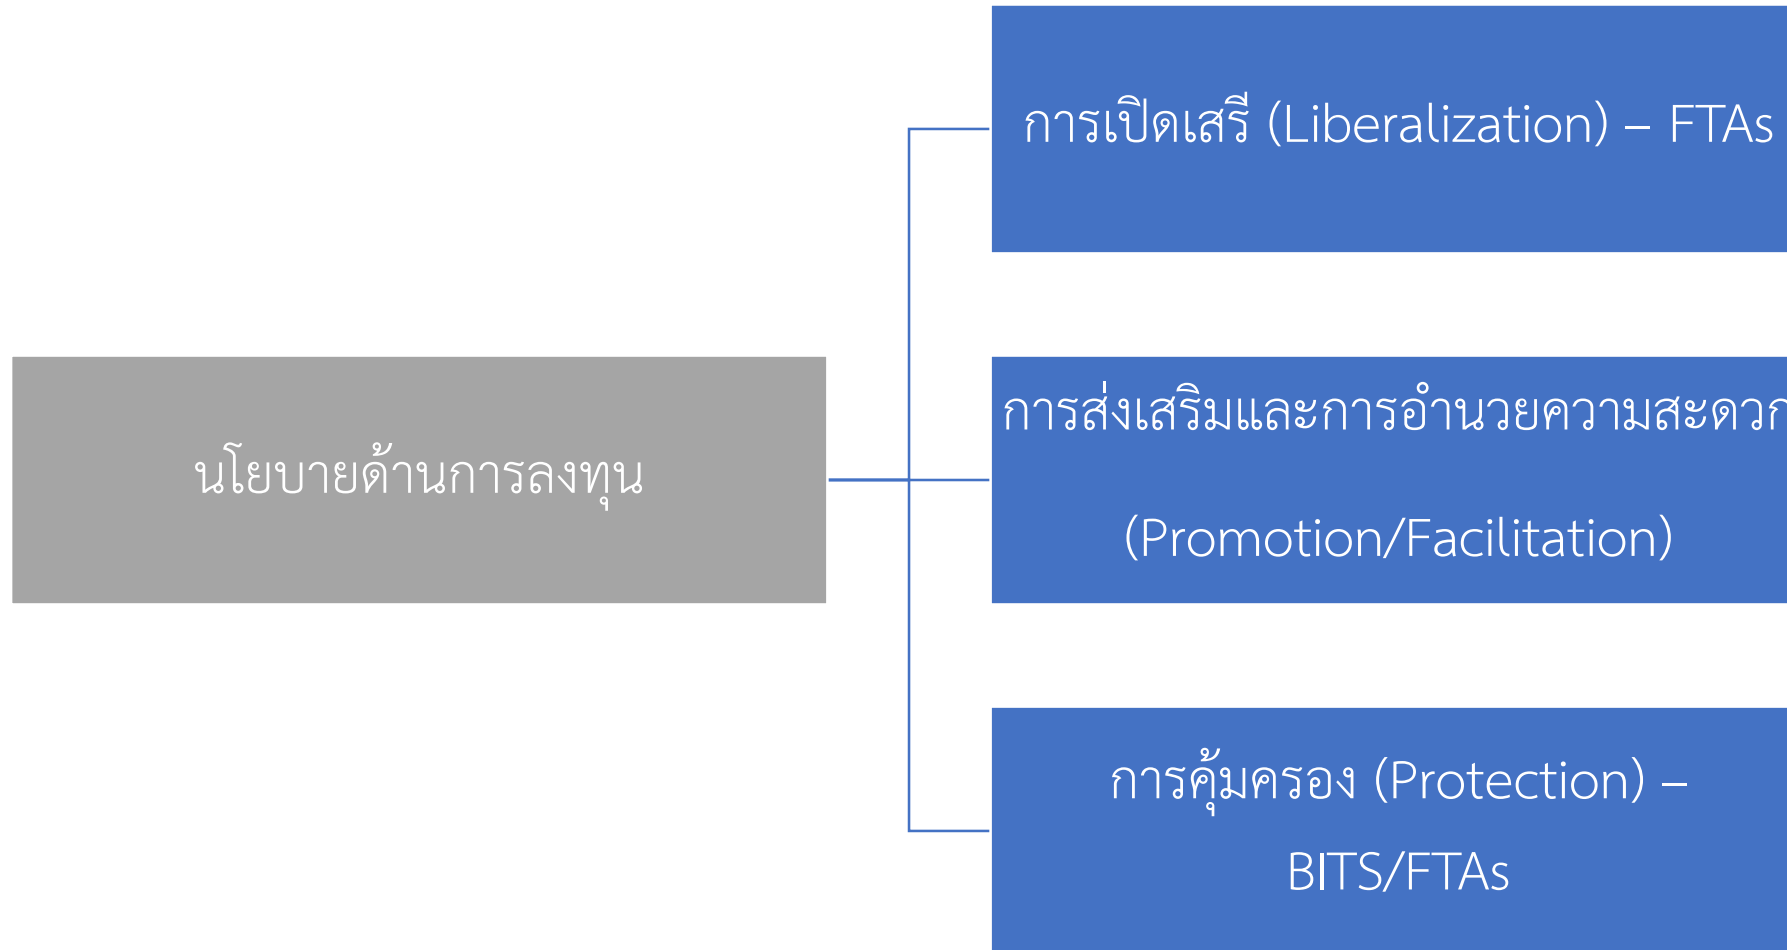 นโยบายด้านการลงทุน
การเปิดเสรี (Liberalization) – FTAs
การส่งเสริมและการอำนวยความสะดวก
(Promotion/Facilitation)
การคุ้มครอง (Protection) –
BITS/FTAs